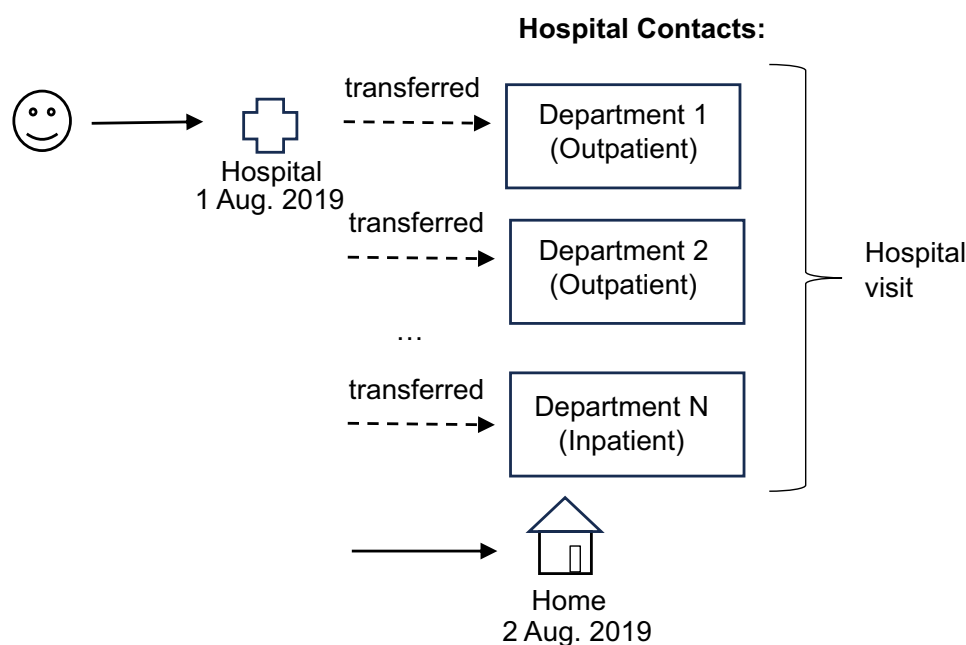 Hospital Contacts:
transferred
Department 1
(Outpatient)
Hospital
1 Aug. 2019
transferred
Department 2
(Outpatient)
Hospital
visit
...
transferred
Department N
(Inpatient)
Home
2 Aug. 2019